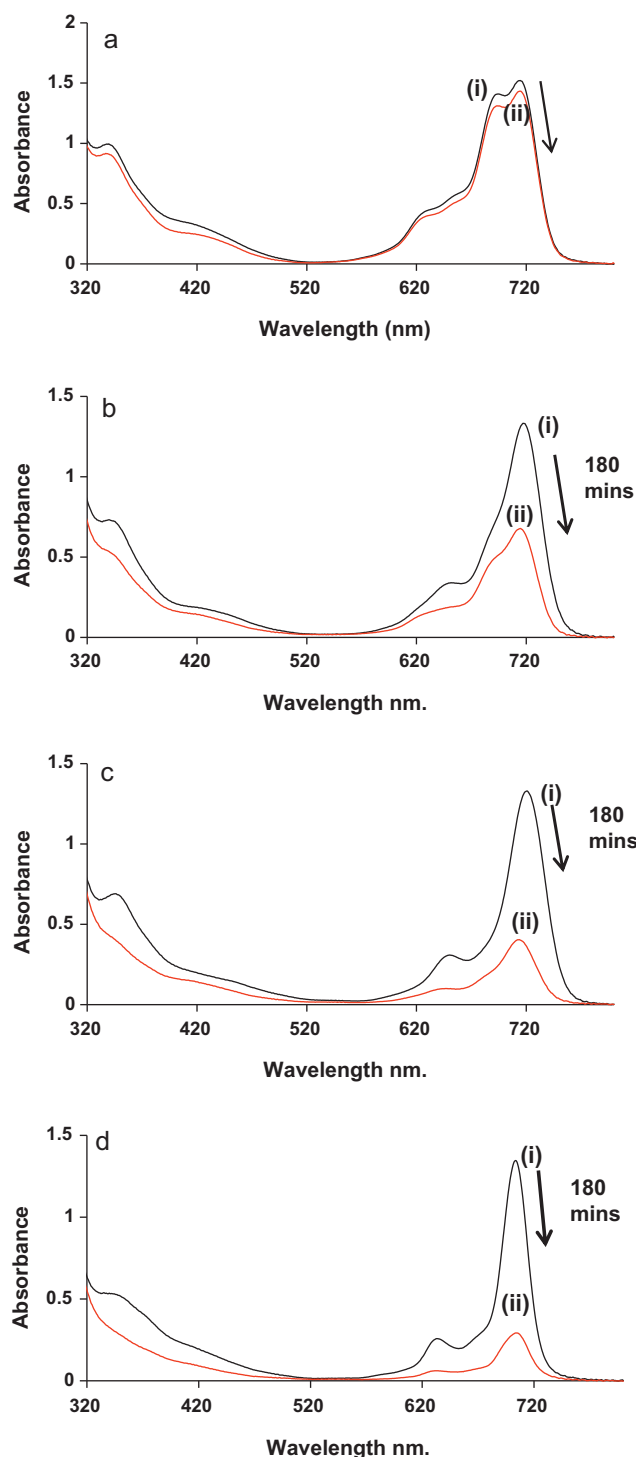 a
2
(i)
1.5
(ii)
1
0.5
0
Absorbance
320 420 520 620 720
Wavelength (nm)
b
1.5
(i)
180
mins
1
(ii)
0.5
0
Absorbance
320 420 520 620 720
Wavelength nm.
c
1.5
(i)
180
mins
1
(ii)
0.5
0
Absorbance
320 420 520 620 720
Wavelength nm.
d
1.5
(i)
180
mins
1
(ii)
0.5
0
Absorbance
320 420 520 620 720
Wavelength nm.